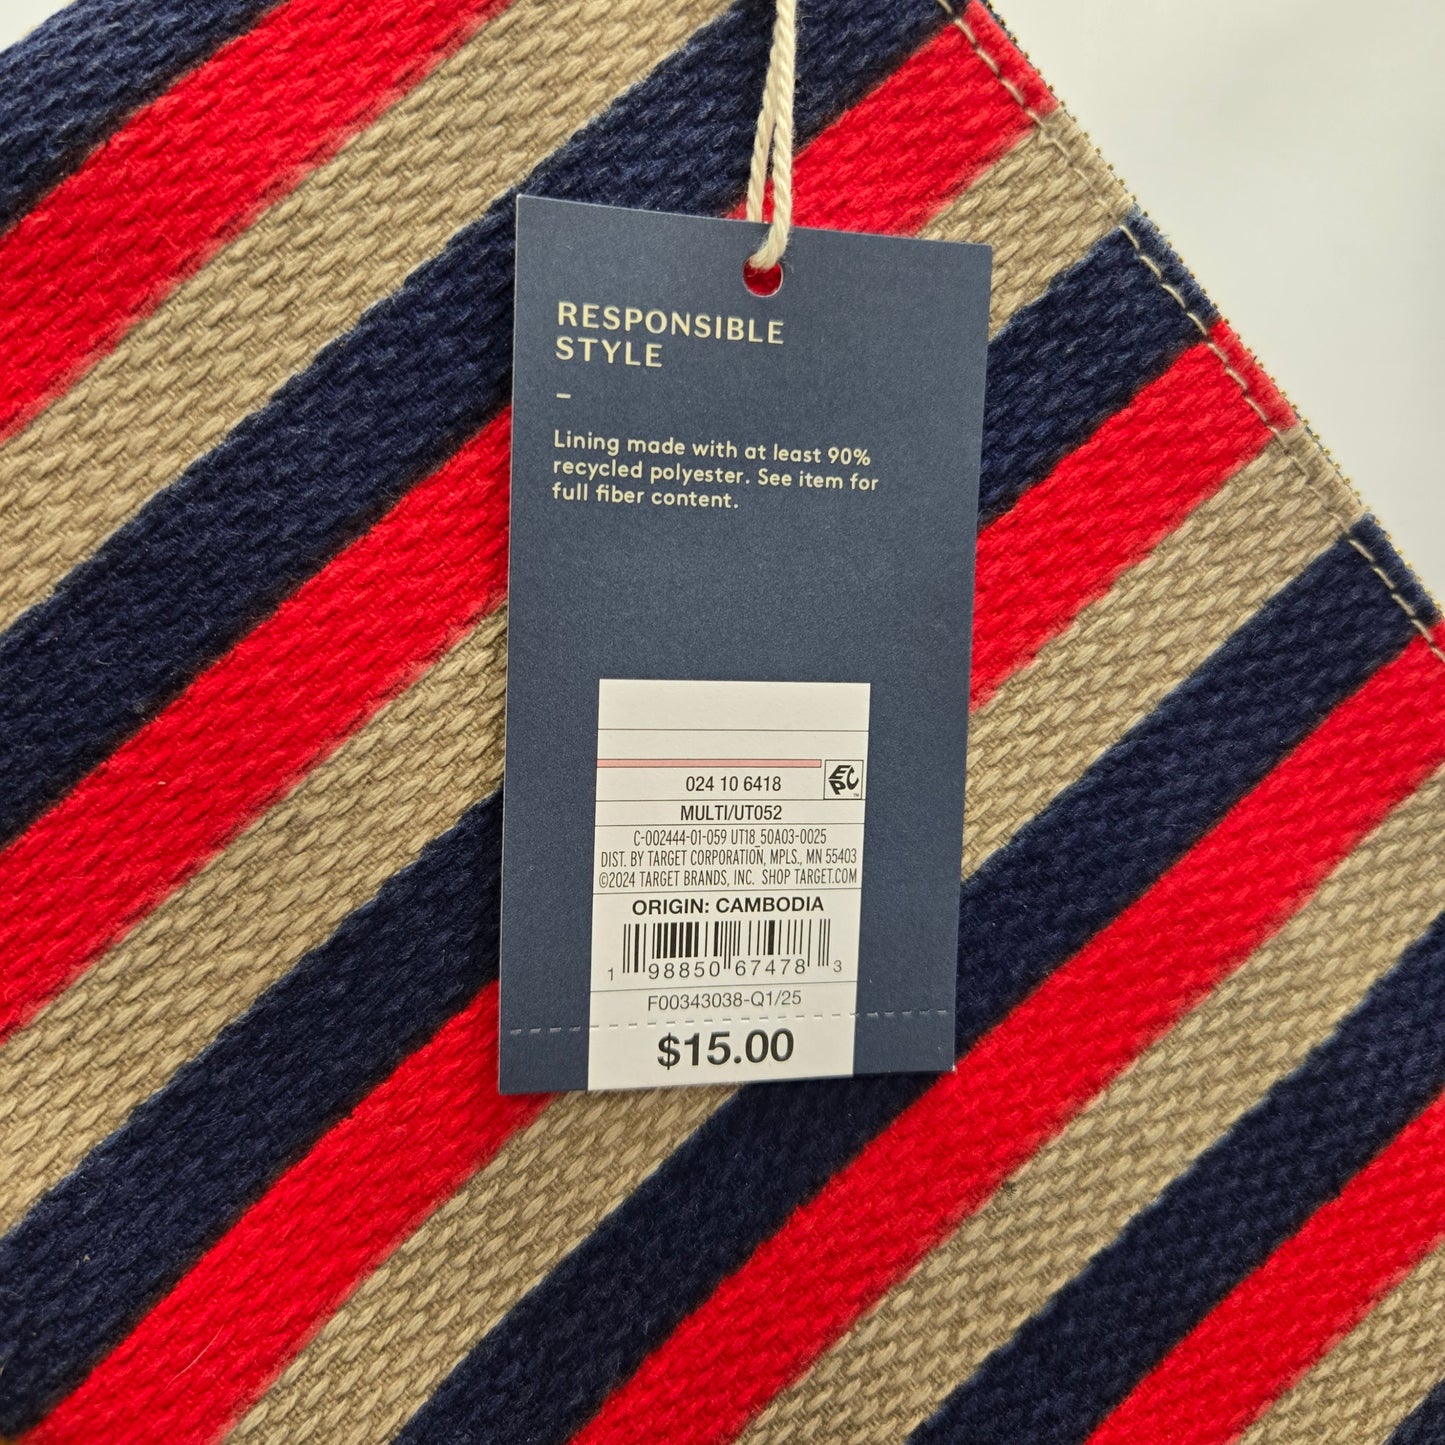 RESPONSIBLE
STYLE
–
Lining made with at least 90%
recycled polyester. See item for
full fiber content.
024 10 6418
EPC
™
MULTI/UT052
C-002444-01-059 UT18_50A03-0025
DIST. BY TARGET CORPORATION, MPLS., MN 55403
©2024 TARGET BRANDS, INC. SHOP TARGET.COM
ORIGIN: CAMBODIA
1 98850 67478 3
F00343038-Q1/25
$15.00